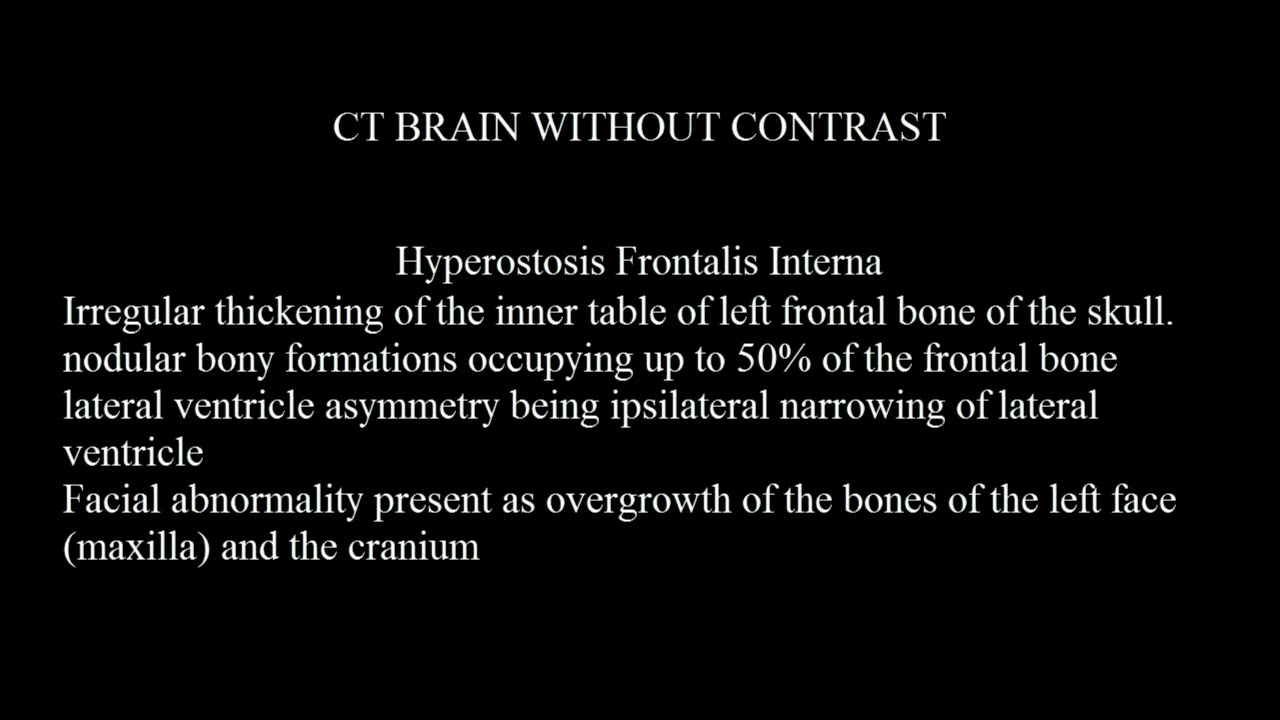 CT BRAIN WITHOUT CONTRAST
Hyperostosis Frontalis Interna
Irregular thickening of the inner table of left frontal bone of the skull.
nodular bony formations occupying up to 50% of the frontal bone
lateral ventricle asymmetry being ipsilateral narrowing of lateral
ventricle
Facial abnormality present as overgrowth of the bones of the left face
(maxilla) and the cranium